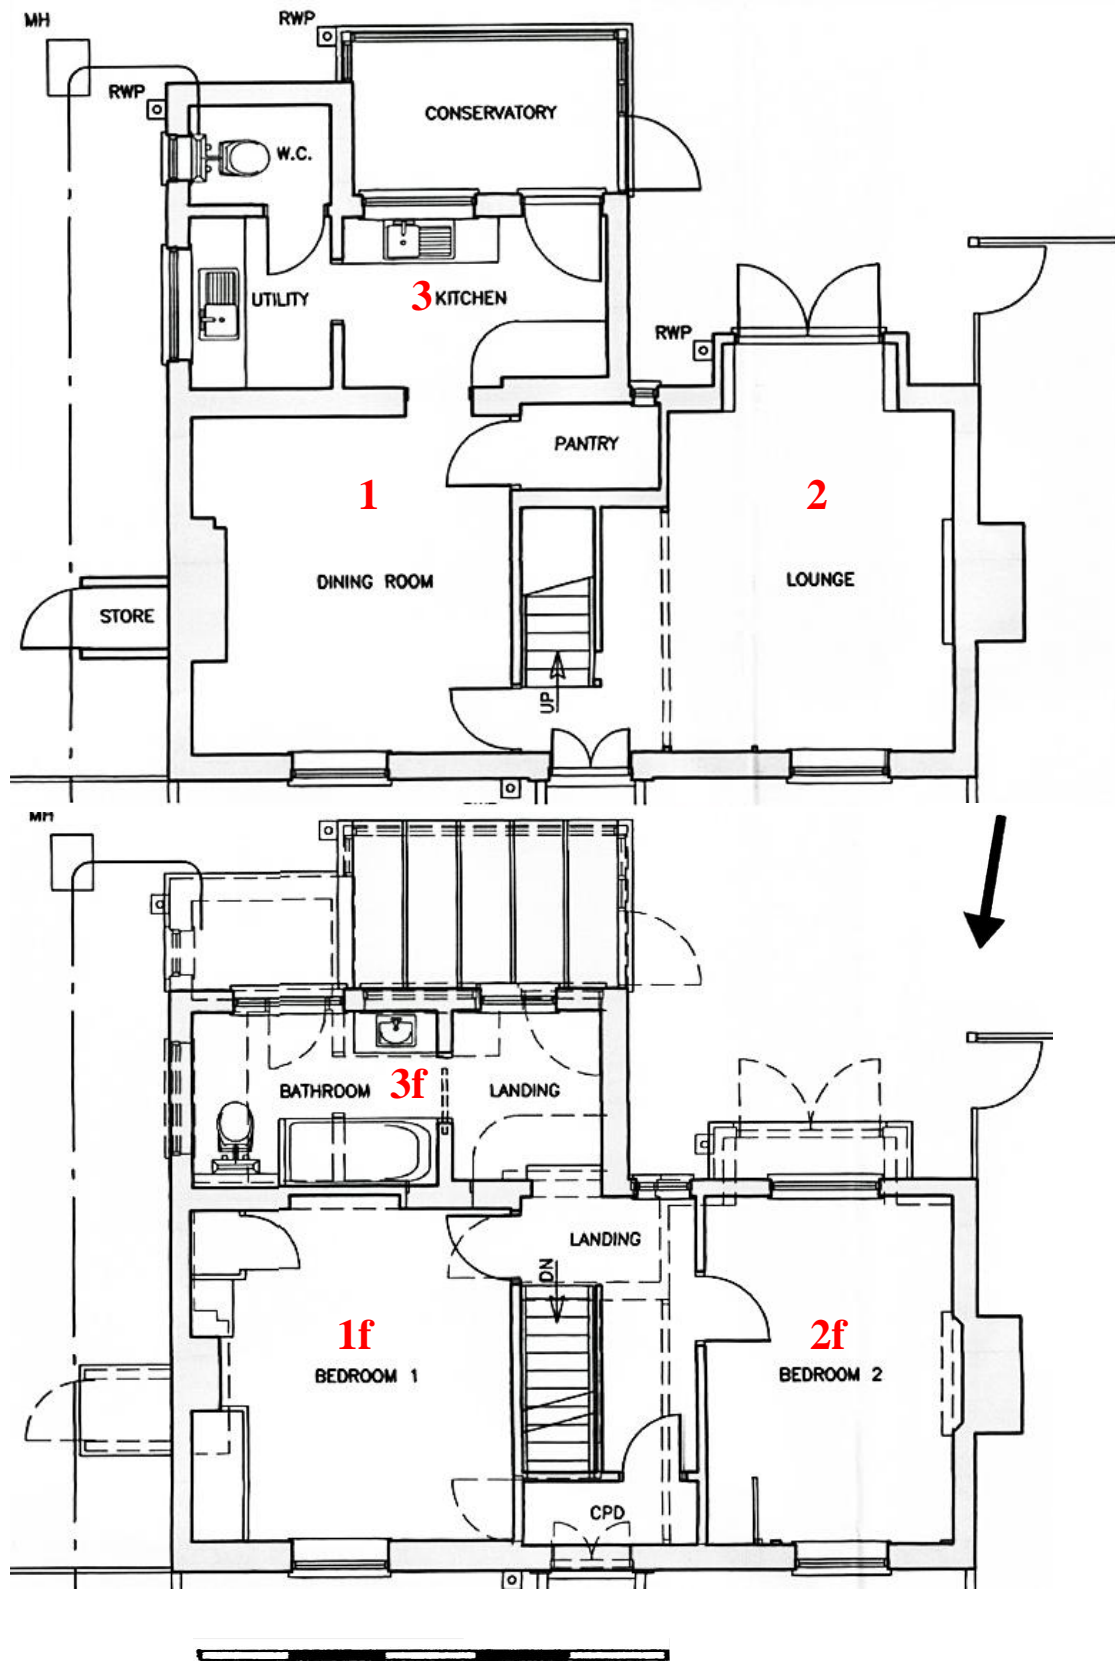 MH
RWP
RWP
CONSERVATORY
W.C.
UTILITY
3 KITCHEN
RWP
PANTRY
1
2
DINING ROOM
LOUNGE
STORE
UP
MH
BATHROOM 3f LANDING
LANDING
DN
1f
BEDROOM 1
2f
BEDROOM 2
CPD